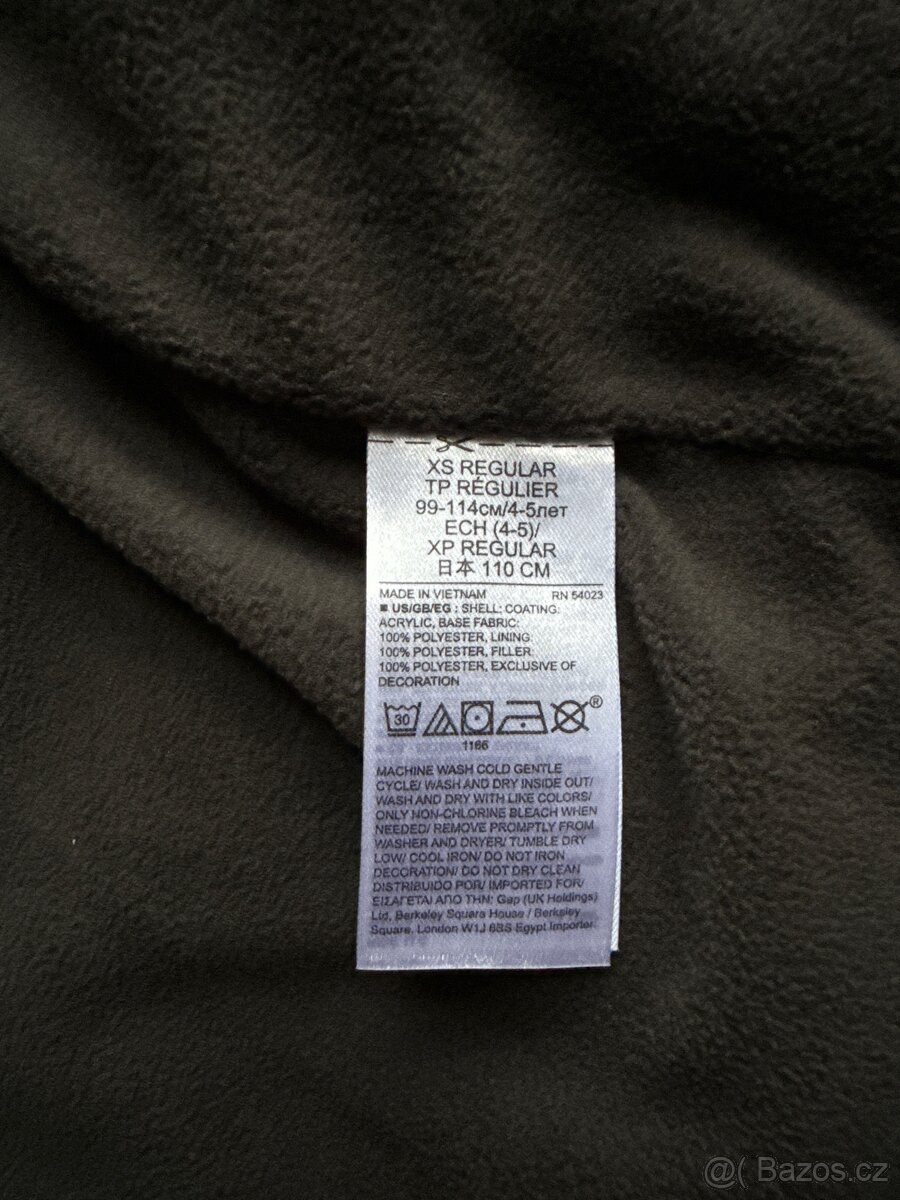 XS REGULAR
TP RÉGULIER
99-114см/4-5лет
ECH (4-5)/
XP REGULAR
日本 110 CM
MADE IN VIETNAM RN 54023
■ US/GB/EG : SHELL: COATING:
ACRYLIC, BASE FABRIC:
100% POLYESTER, LINING:
100% POLYESTER, FILLER:
100% POLYESTER, EXCLUSIVE OF
DECORATION
30
®
1166
MACHINE WASH COLD GENTLE
CYCLE/ WASH AND DRY INSIDE OUT/
WASH AND DRY WITH LIKE COLORS/
ONLY NON-CHLORINE BLEACH WHEN
NEEDED/ REMOVE PROMPTLY FROM
WASHER AND DRYER/ TUMBLE DRY
LOW/ COOL IRON/ DO NOT IRON
DECORATION/ DO NOT DRY CLEAN
DISTRIBUIDO POR/ IMPORTED FOR/
ΕΙΣΑΓΕΤΑΙ ΑΠΟ ΤΗΝ: Gap (UK Holdings)
Ltd, Berkeley Square House / Berkeley
Square, London W1J 6BS Egypt Importer
@( Bazos.cz